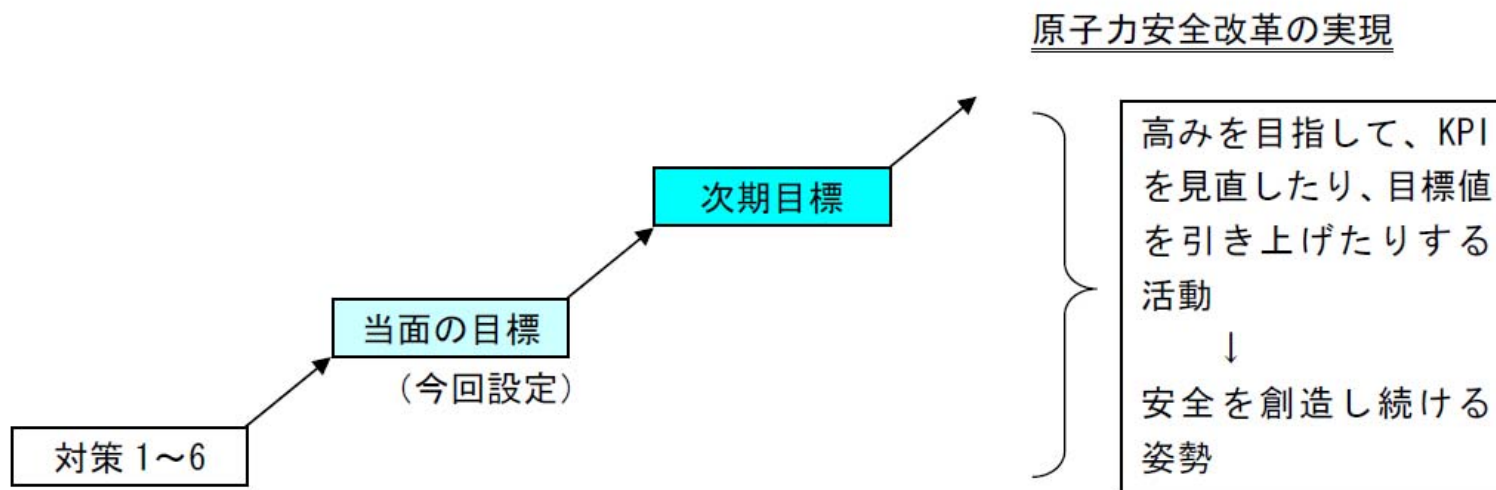 原子力安全改革の実現
高みを目指して、KPI
を見直したり、目標値
を引き上げたりする
活動
↓
安全を創造し続ける
姿勢
次期目標
当面の目標
（今回設定）
対策 1～6